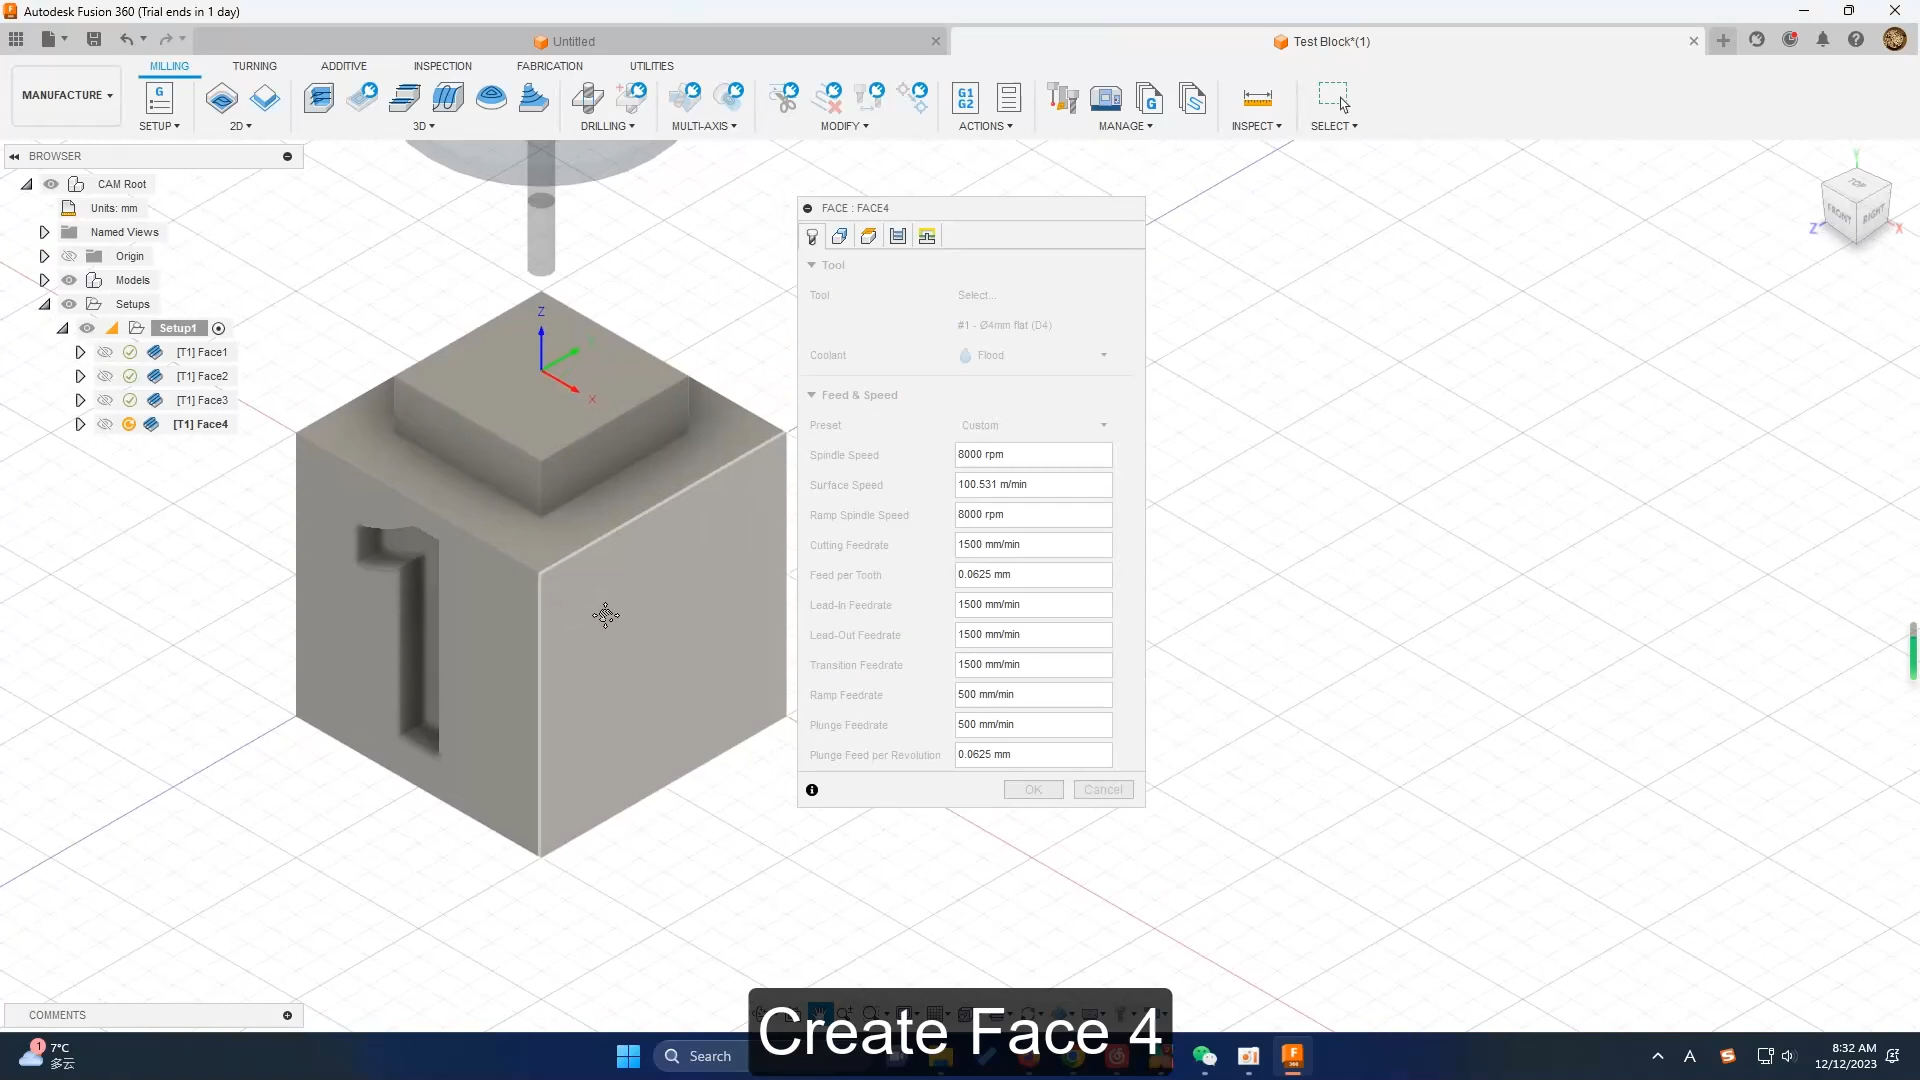 Autodesk Fusion 360 (Trial ends in 1 day)
Untitled
Test Block*(1)
MILLING TURNING ADDITIVE INSPECTION FABRICATION UTILITIES
MANUFACTURE
SETUP 2D 3D DRILLING MULTI-AXIS MODIFY ACTIONS MANAGE INSPECT SELECT
G
G1
G2
BROWSER
CAM Root
Units: mm
Named Views
Origin
Models
Setups
Setup1
[T1] Face1
[T1] Face2
[T1] Face3
[T1] Face4
Z
X
1
Y
TOP
FRONT
RIGHT
Z
X
FACE : FACE4
Tool
Tool Select...
#1 - Ø4mm flat (D4)
Coolant Flood
Feed & Speed
Preset Custom
Spindle Speed 8000 rpm
Surface Speed 100.531 m/min
Ramp Spindle Speed 8000 rpm
Cutting Feedrate 1500 mm/min
Feed per Tooth 0.0625 mm
Lead-In Feedrate 1500 mm/min
Lead-Out Feedrate 1500 mm/min
Transition Feedrate 1500 mm/min
Ramp Feedrate 500 mm/min
Plunge Feedrate 500 mm/min
Plunge Feed per Revolution 0.0625 mm
OK Cancel
COMMENTS
Create Face 4
1
7°C
多云
Search
A
8:32 AM
12/12/2023